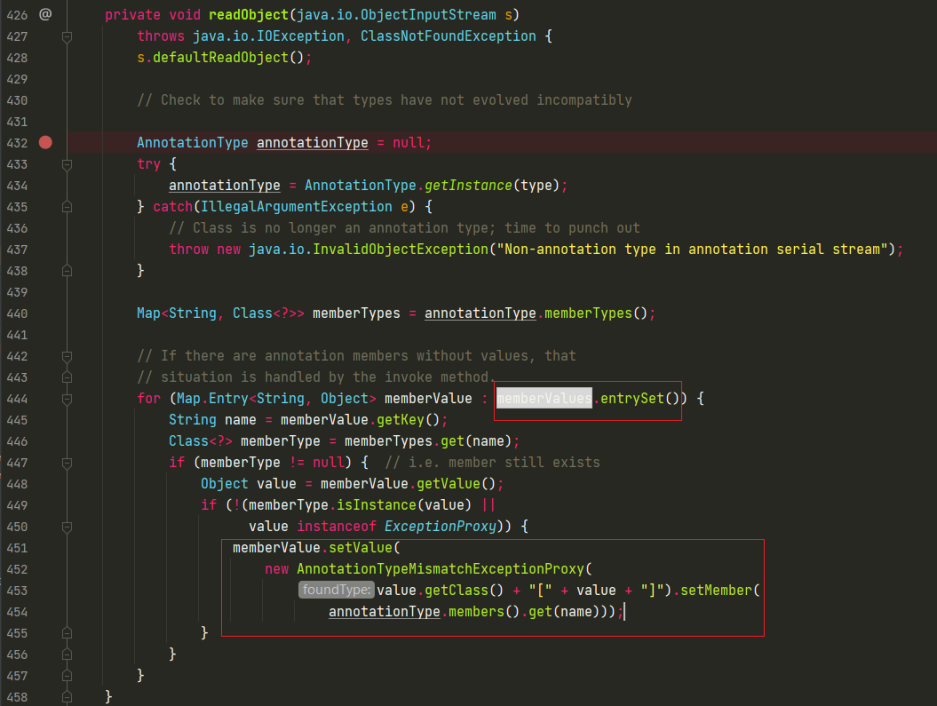 426 @ private void readObject(java.io.ObjectInputStream s)
427 throws java.io.IOException, ClassNotFoundException {
428 s.defaultReadObject();
429
430 // Check to make sure that types have not evolved incompatibly
431
432 AnnotationType annotationType = null;
433 try {
434 annotationType = AnnotationType.getInstance(type);
435 } catch(IllegalArgumentException e) {
436 // Class is no longer an annotation type; time to punch out
437 throw new java.io.InvalidObjectException("Non-annotation type in annotation serial stream");
438 }
439
440 Map<String, Class<?>> memberTypes = annotationType.memberTypes();
441
442 // If there are annotation members without values, that
443 // situation is handled by the invoke method.
444 for (Map.Entry<String, Object> memberValue : memberValues.entrySet()) {
445 String name = memberValue.getKey();
446 Class<?> memberType = memberTypes.get(name);
447 if (memberType != null) { // i.e. member still exists
448 Object value = memberValue.getValue();
449 if (!(memberType.isInstance(value) ||
450 value instanceof ExceptionProxy)) {
451 memberValue.setValue(
452 new AnnotationTypeMismatchExceptionProxy(
453 foundType: value.getClass() + "[" + value + "]").setMember(
454 annotationType.members().get(name)));
455 }
456 }
457 }
458 }